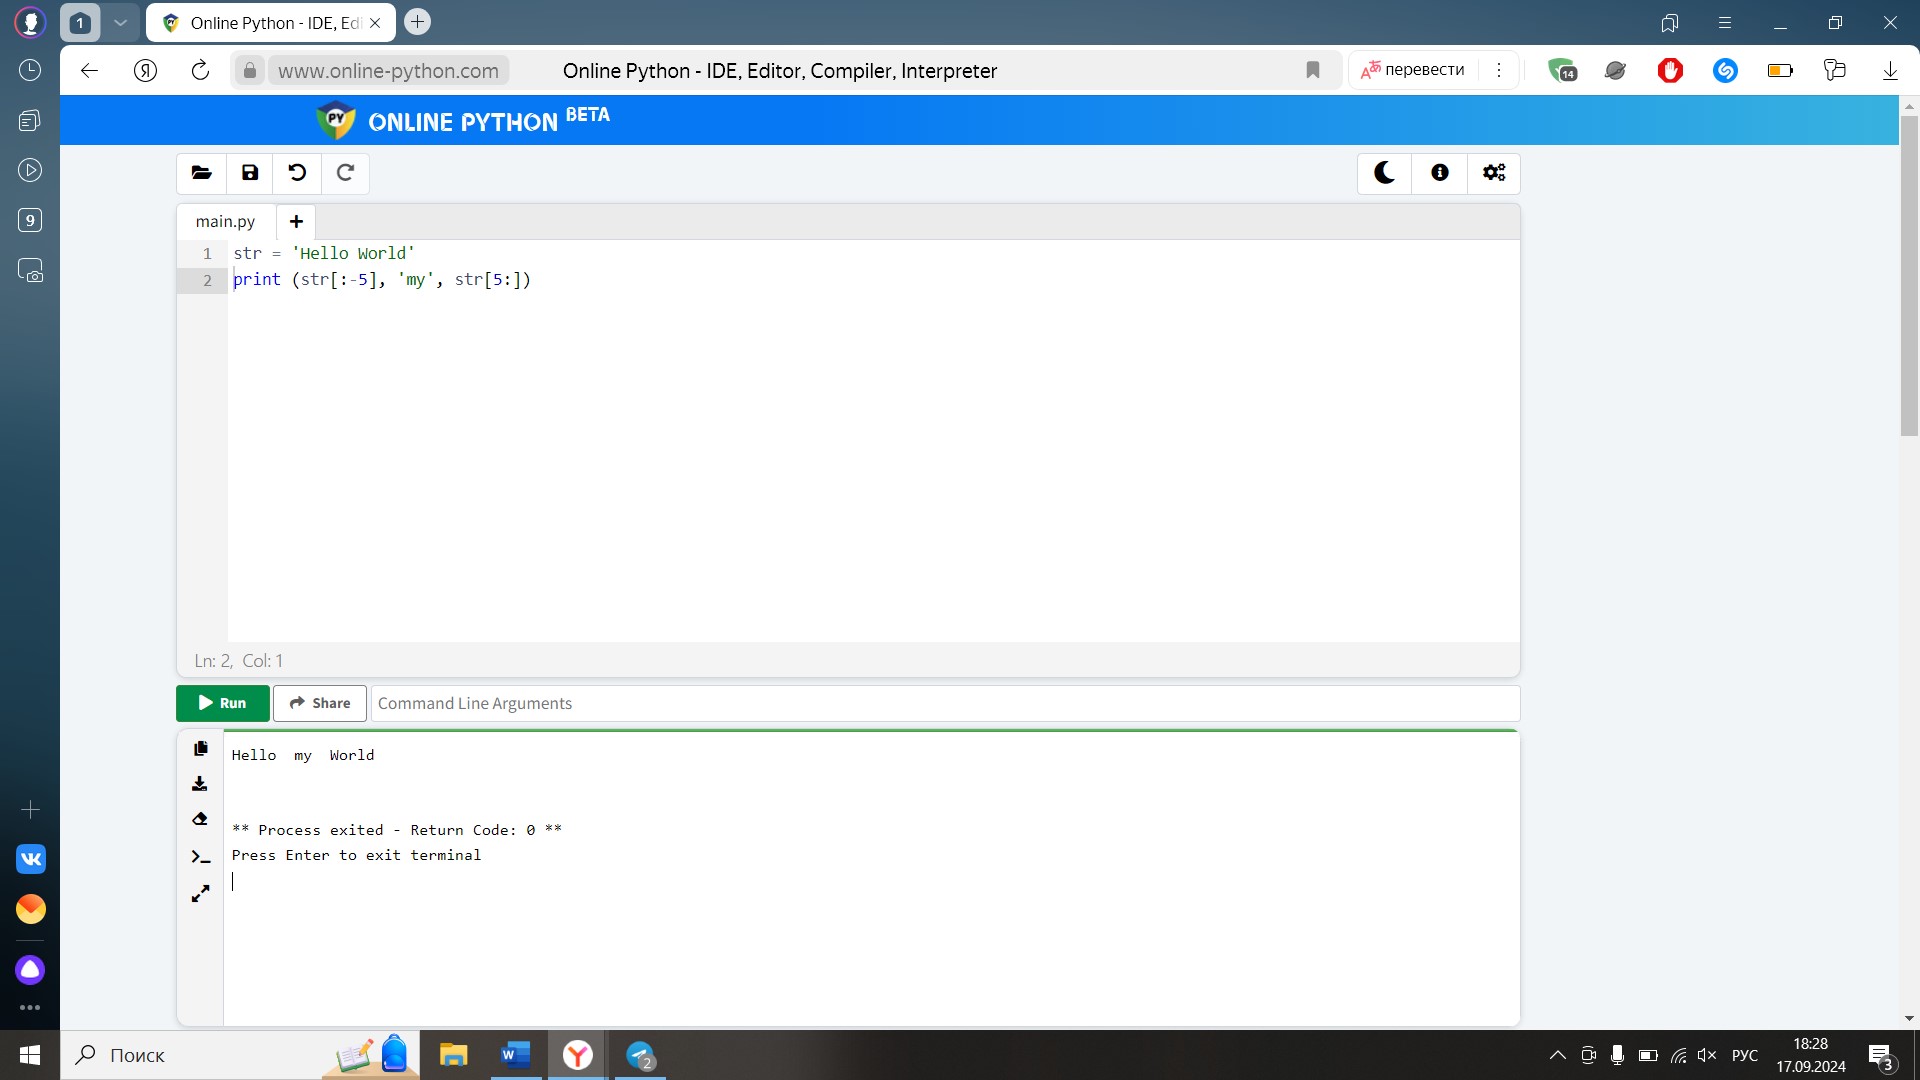 1
Online Python - IDE, Edi
www.online-python.com
Online Python - IDE, Editor, Compiler, Interpreter
перевести
14
9
PY ONLINE PYTHON BETA
main.py
1 str = 'Hello World'
2 print (str[:-5], 'my', str[5:])
Ln: 2, Col: 1
Run
Share
Command Line Arguments
Hello  my  World
** Process exited - Return Code: 0 **
Press Enter to exit terminal
Поиск
2
РУС
18:28
17.09.2024
3